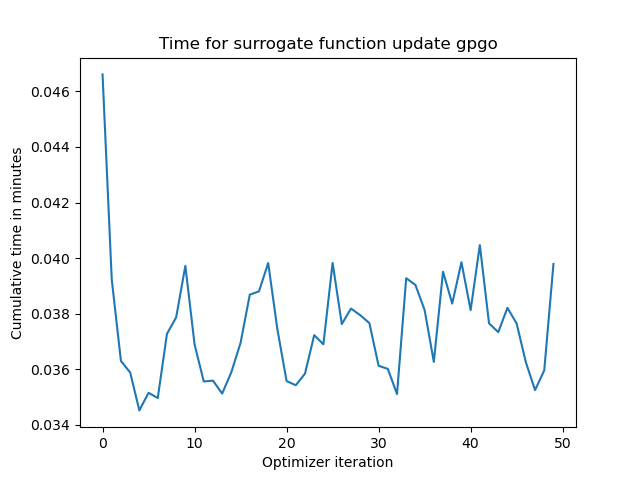 Time for surrogate function update gpgo
Cumulative time in minutes
0.046
0.044
0.042
0.040
0.038
0.036
0.034
0 10 20 30 40 50
Optimizer iteration